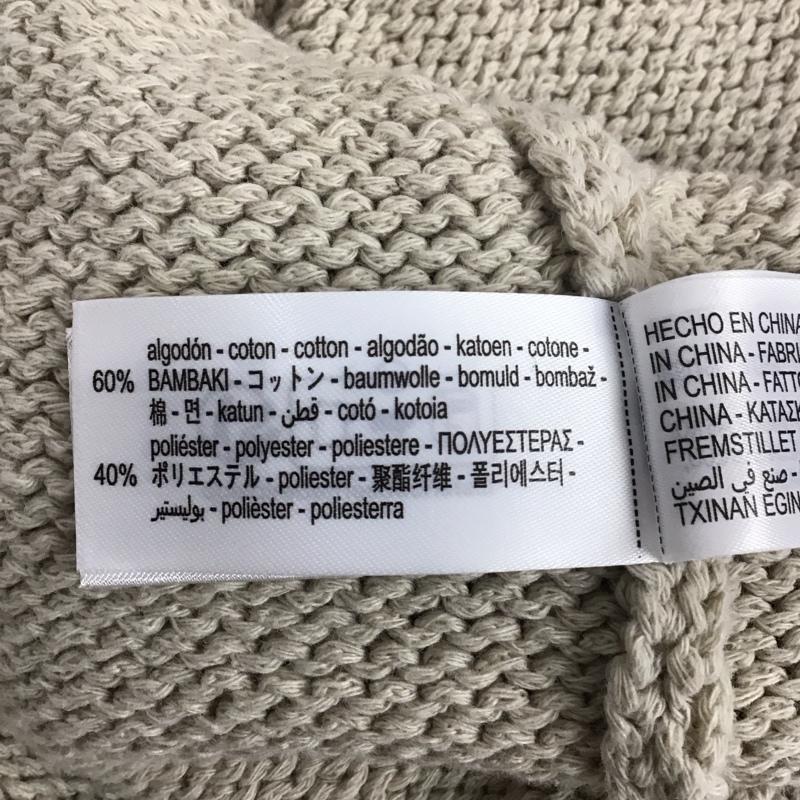 algodón - coton - cotton - algodão - katoen - cotone -
60% BAMBAKI - コットン - baumwolle - bomuld - bombaž -
棉 - 면 - katun - قطن - cotó - kotoia
poliéster - polyester - poliestere - ΠΟΛΥΕΣΤΕΡΑΣ -
40% ポリエステル - poliester - 聚酯纤维 - 폴리에스터 -
بوليستير - polièster - poliesterra
HECHO EN CHINA
IN CHINA - FABRI
IN CHINA - FATTO
CHINA - ΚΑΤΑΣΚ
FREMSTILLET
صنع في الصين -
TXINAN EGIN